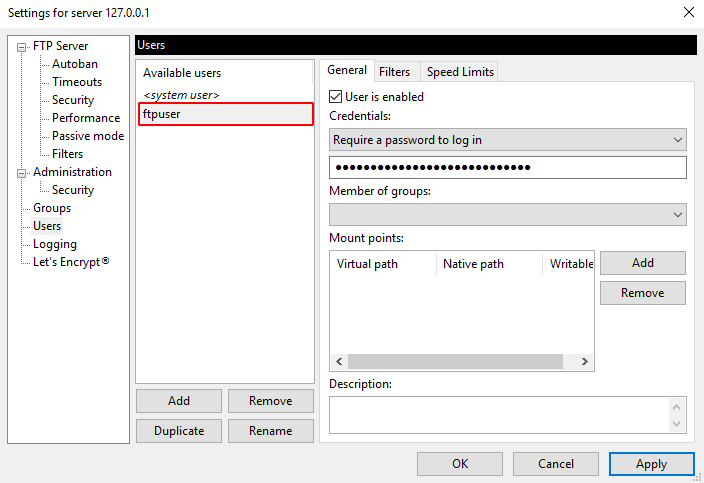 Settings for server 127.0.0.1
FTP Server
Autoban
Timeouts
Security
Performance
Passive mode
Filters
Administration
Security
Groups
Users
Logging
Let's Encrypt®
Users
Available users
<system user>
ftpuser
Add
Remove
Duplicate
Rename
General
Filters
Speed Limits
User is enabled
Credentials:
Require a password to log in
Member of groups:
Mount points:
Virtual path
Native path
Writable
Add
Remove
Description:
OK
Cancel
Apply